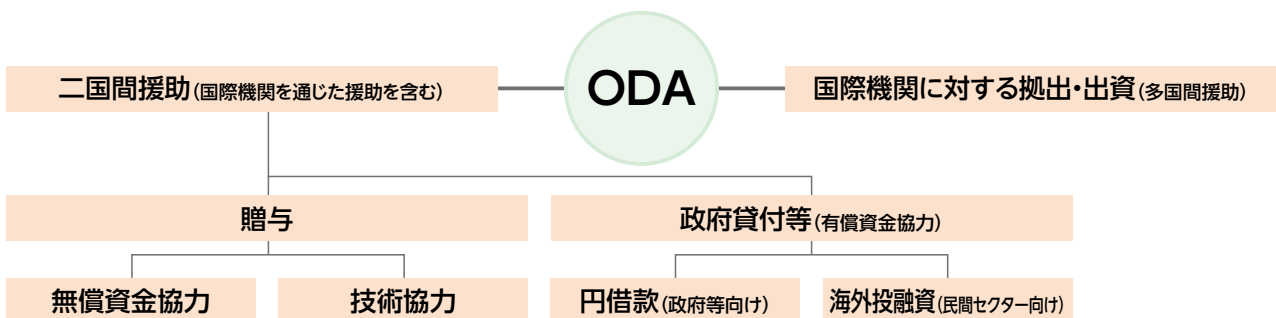 二国間援助(国際機関を通じた援助を含む)
ODA
国際機関に対する拠出・出資(多国間援助)
贈与
政府貸付等(有償資金協力)
無償資金協力
技術協力
円借款(政府等向け)
海外投融資(民間セクター向け)